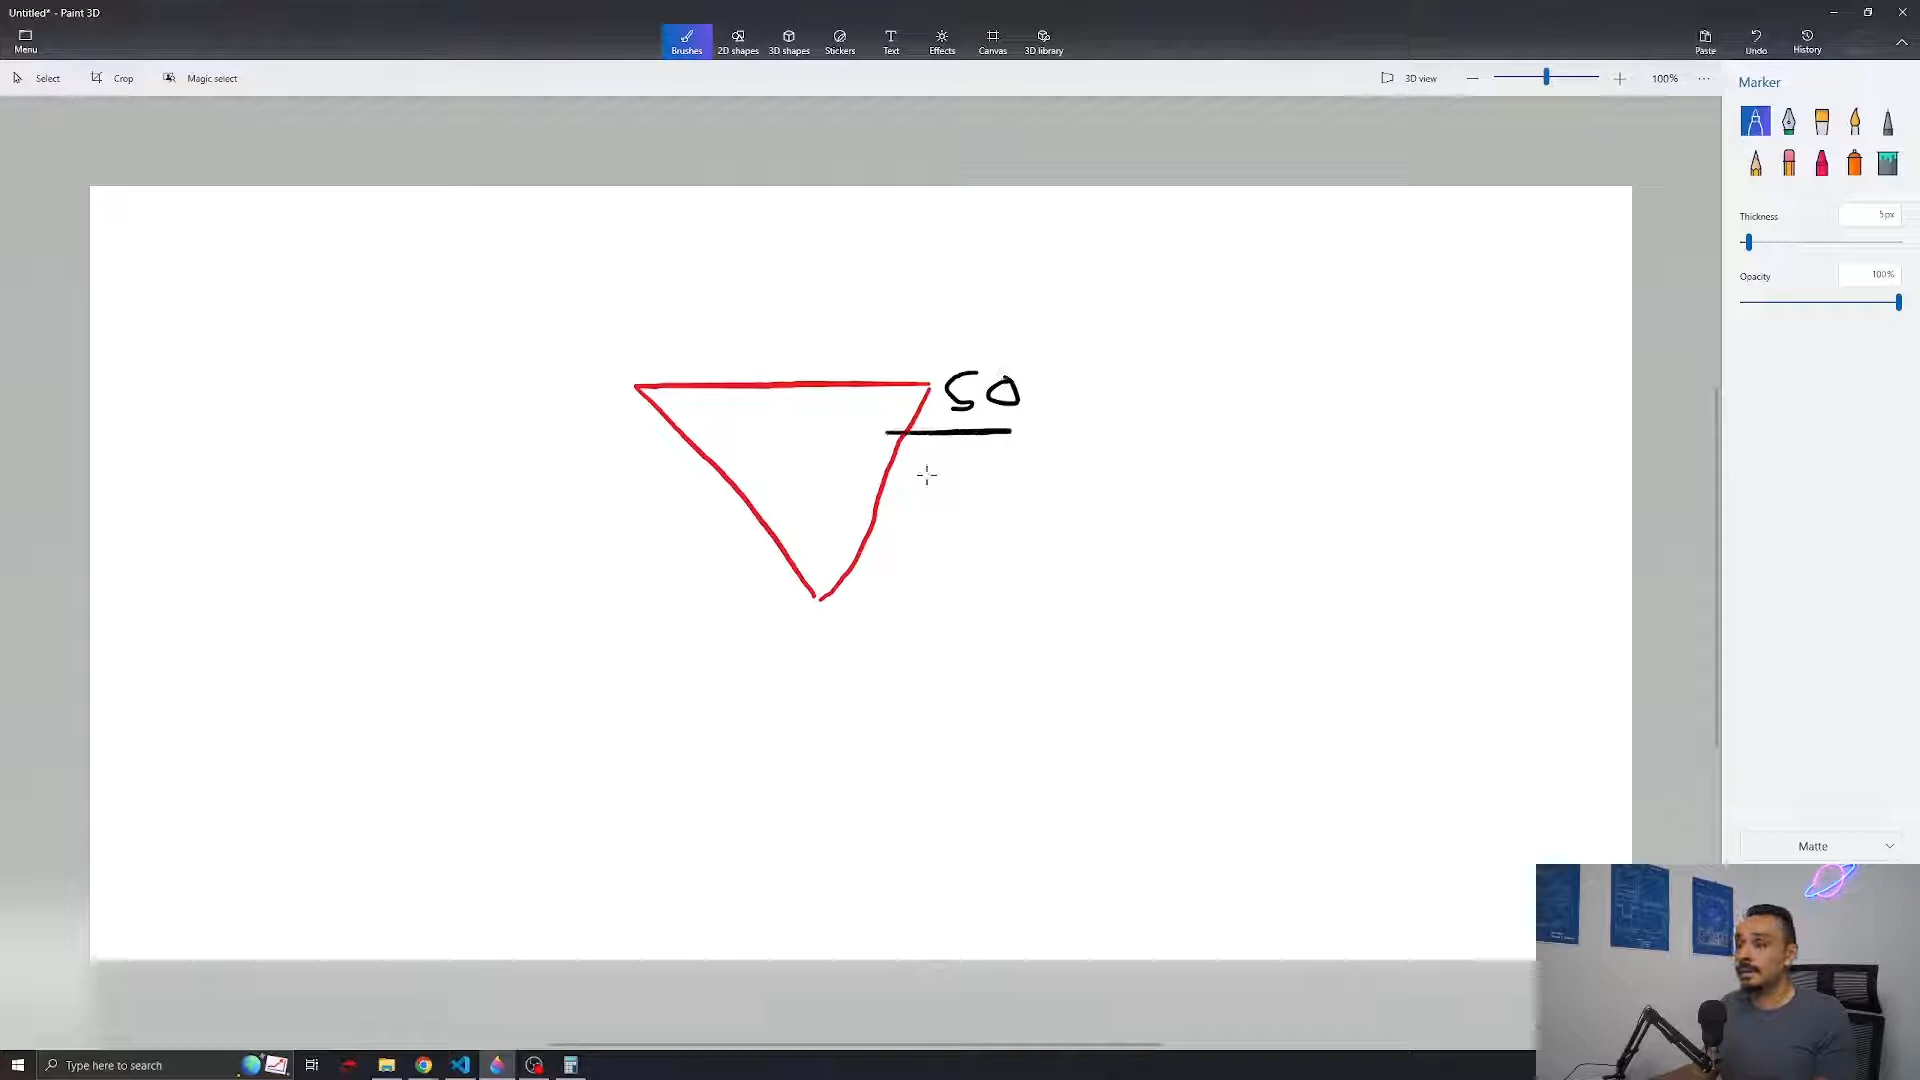 Untitled* - Paint 3D
Menu
Brushes
2D shapes
3D shapes
Stickers
Text
Effects
Canvas
3D library
Paste
Undo
History
Select
Crop
Magic select
3D view
100%
Marker
Thickness
5px
Opacity
100%
50
Matte
Type here to search